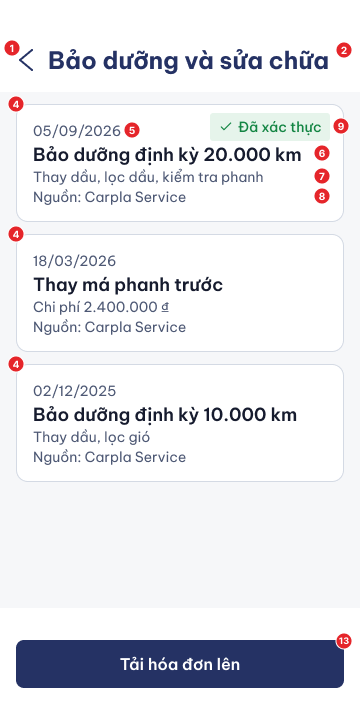 1
Bảo dưỡng và sửa chữa
2
4
05/09/2026
5
Đã xác thực
9
Bảo dưỡng định kỳ 20.000 km
6
Thay dầu, lọc dầu, kiểm tra phanh
7
Nguồn: Carpla Service
8
4
18/03/2026
Thay má phanh trước
Chi phí 2.400.000 ₫
Nguồn: Carpla Service
4
02/12/2025
Bảo dưỡng định kỳ 10.000 km
Thay dầu, lọc gió
Nguồn: Carpla Service
13
Tải hóa đơn lên